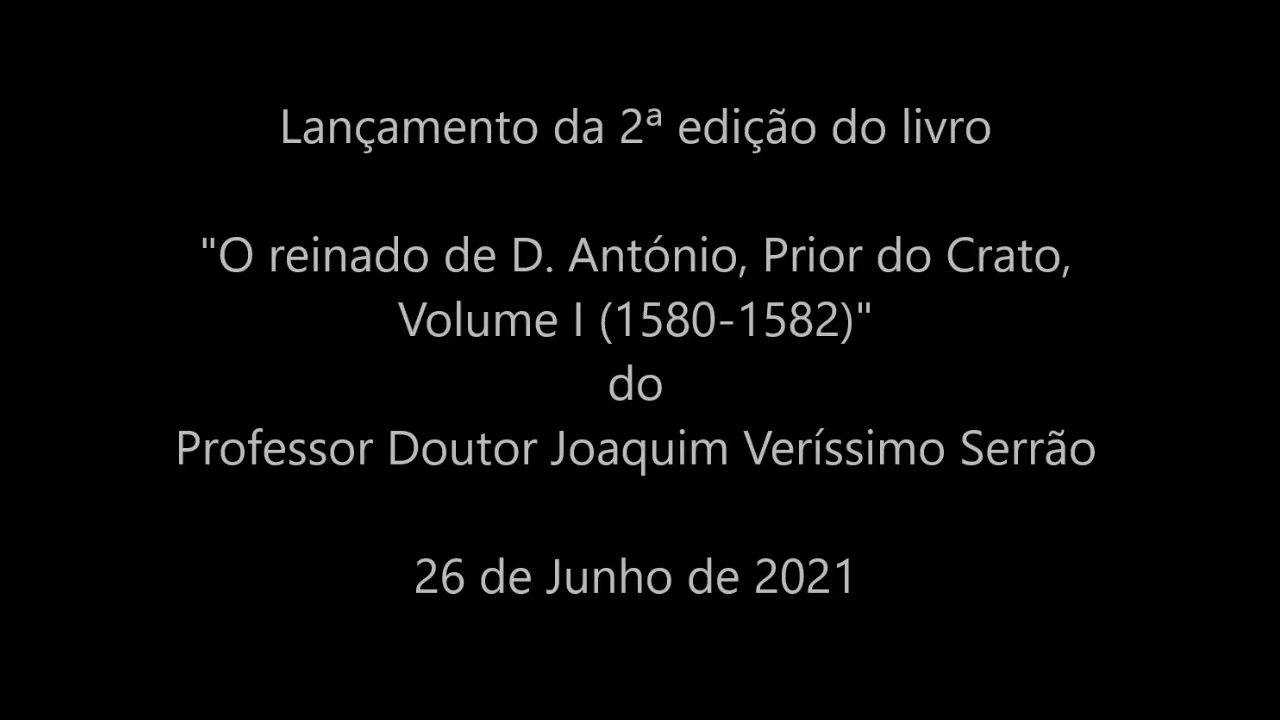 Lançamento da 2ª edição do livro
"O reinado de D. António, Prior do Crato,
Volume I (1580-1582)"
do
Professor Doutor Joaquim Veríssimo Serrão
26 de Junho de 2021